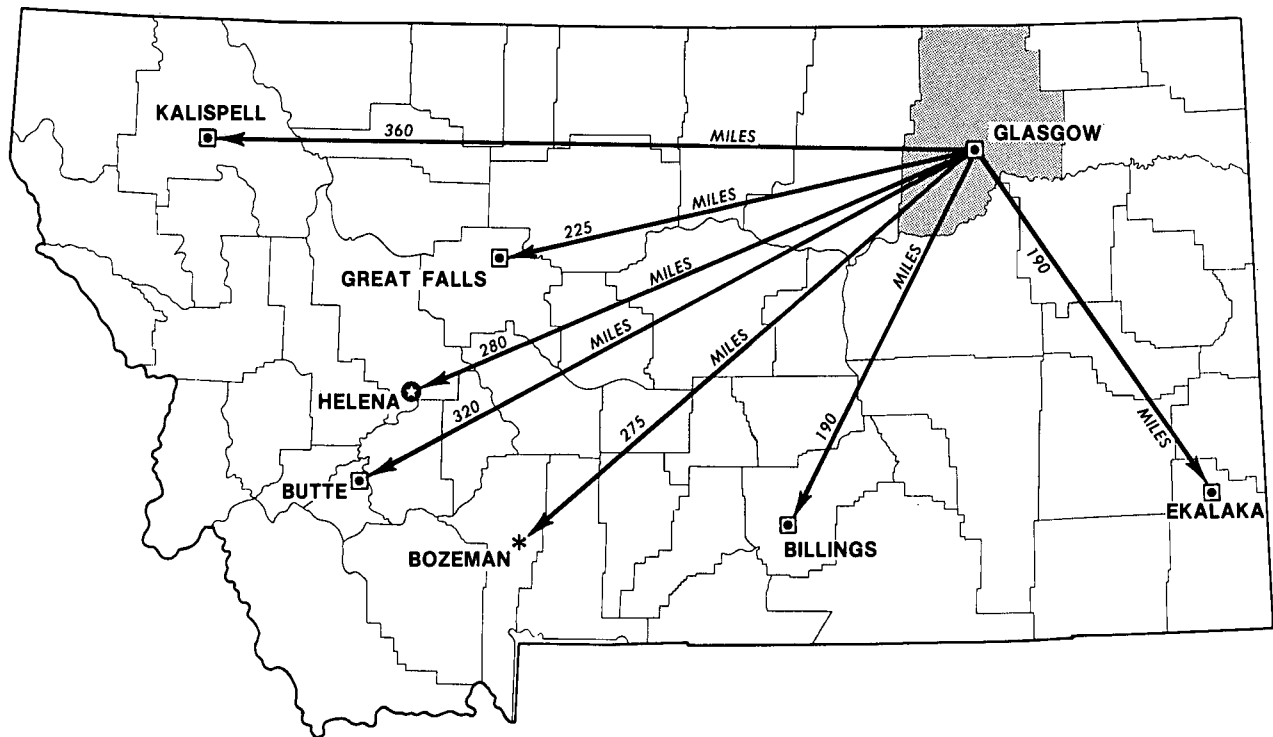 KALISPELL
360 MILES
GLASGOW
225 MILES
GREAT FALLS
280 MILES
HELENA
320 MILES
BUTTE
275 MILES
BOZEMAN *
190 MILES
BILLINGS
190 MILES
EKALAKA